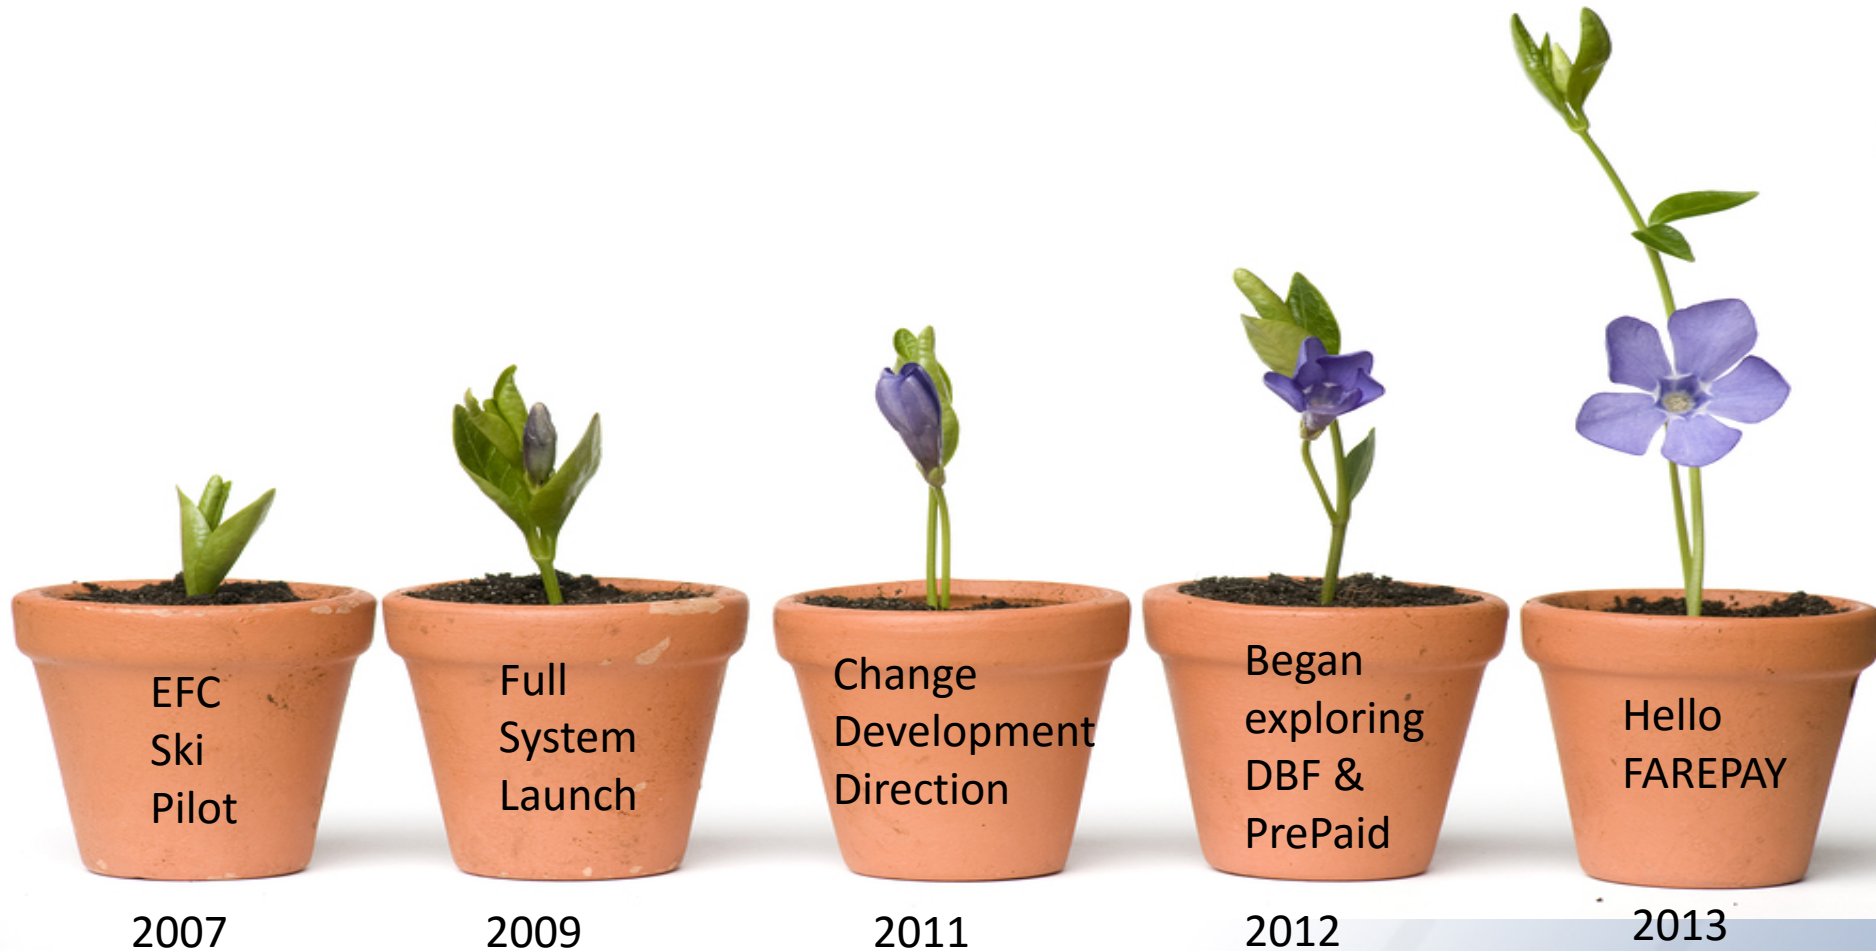 EFC
Ski
Pilot
Full
System
Launch
Change
Development
Direction
Began
exploring
DBF &
PrePaid
Hello
FAREPAY
2007
2009
2011
2012
2013